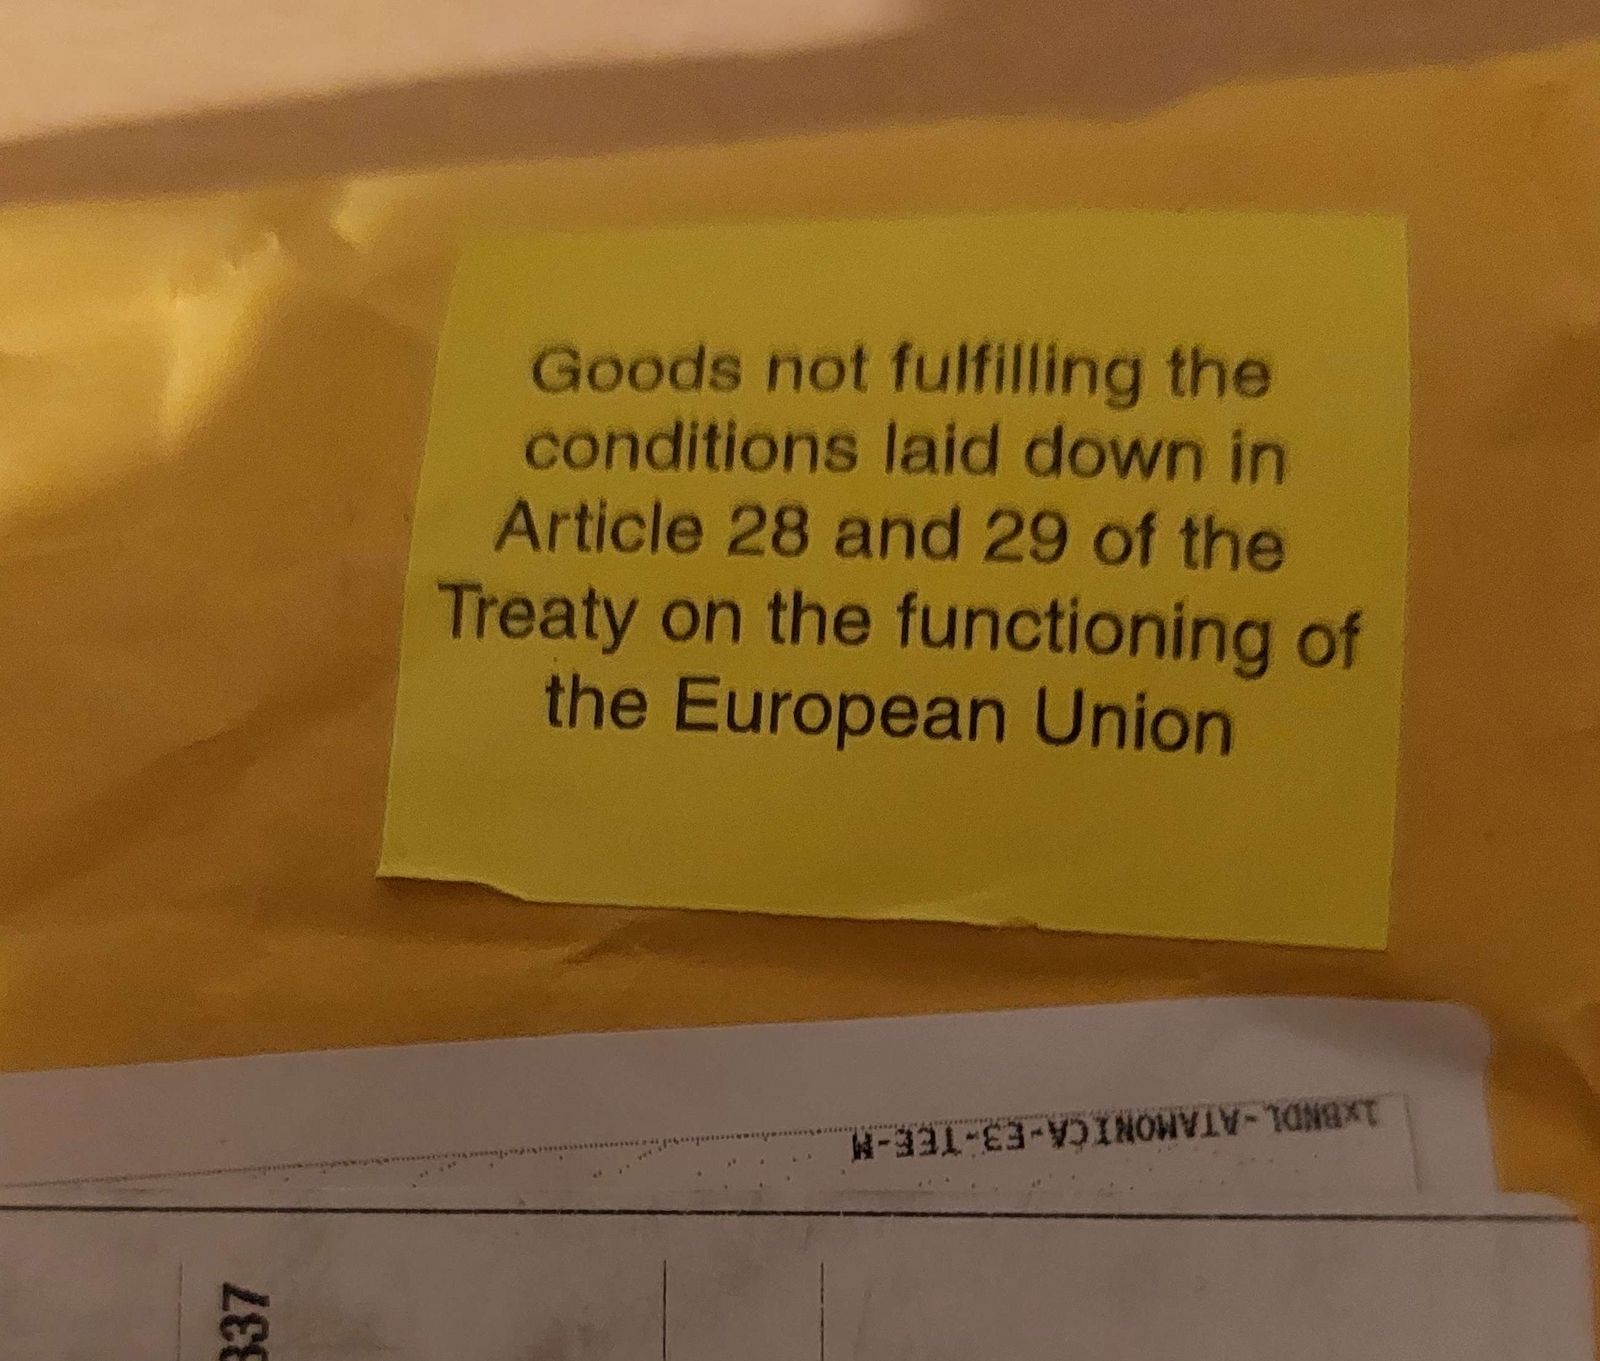 Goods not fulfilling the
conditions laid down in
Article 28 and 29 of the
Treaty on the functioning of
the European Union
1xBNDL-ATAMONICA-E3-TEE-M
337